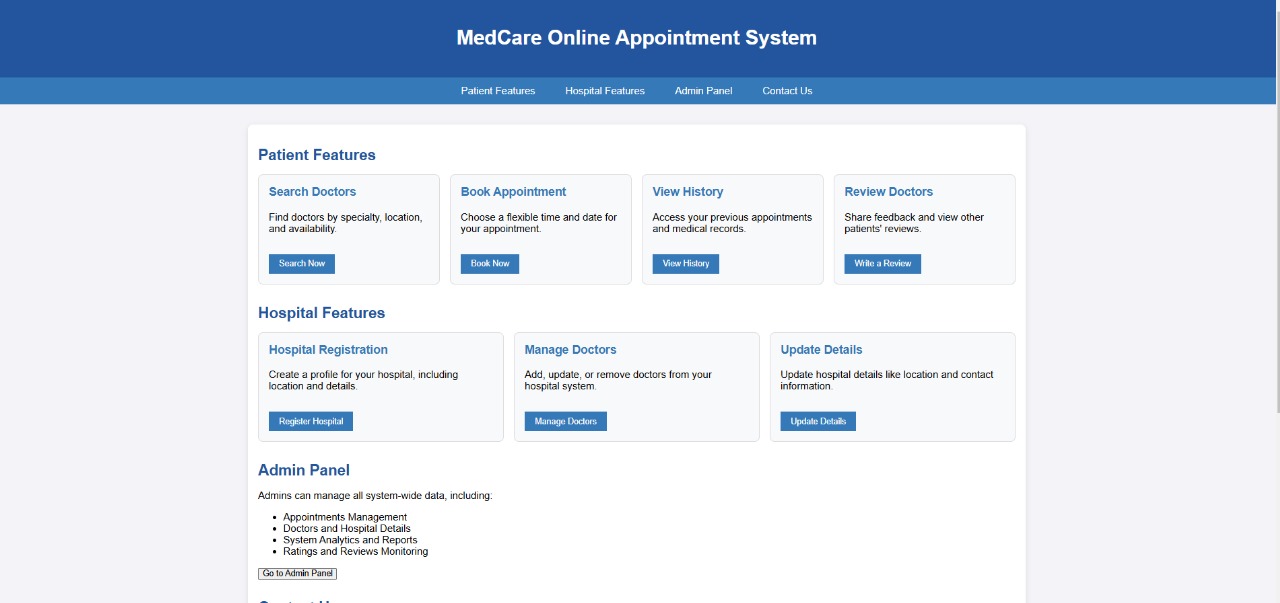 MedCare Online Appointment System
Patient Features Hospital Features Admin Panel Contact Us
Patient Features
Search Doctors
Find doctors by specialty, location,
and availability.
Search Now
Book Appointment
Choose a flexible time and date for
your appointment.
Book Now
View History
Access your previous appointments
and medical records.
View History
Review Doctors
Share feedback and view other
patients' reviews.
Write a Review
Hospital Features
Hospital Registration
Create a profile for your hospital, including
location and details.
Register Hospital
Manage Doctors
Add, update, or remove doctors from your
hospital system.
Manage Doctors
Update Details
Update hospital details like location and contact
information.
Update Details
Admin Panel
Admins can manage all system-wide data, including:
• Appointments Management
• Doctors and Hospital Details
• System Analytics and Reports
• Ratings and Reviews Monitoring
Go to Admin Panel